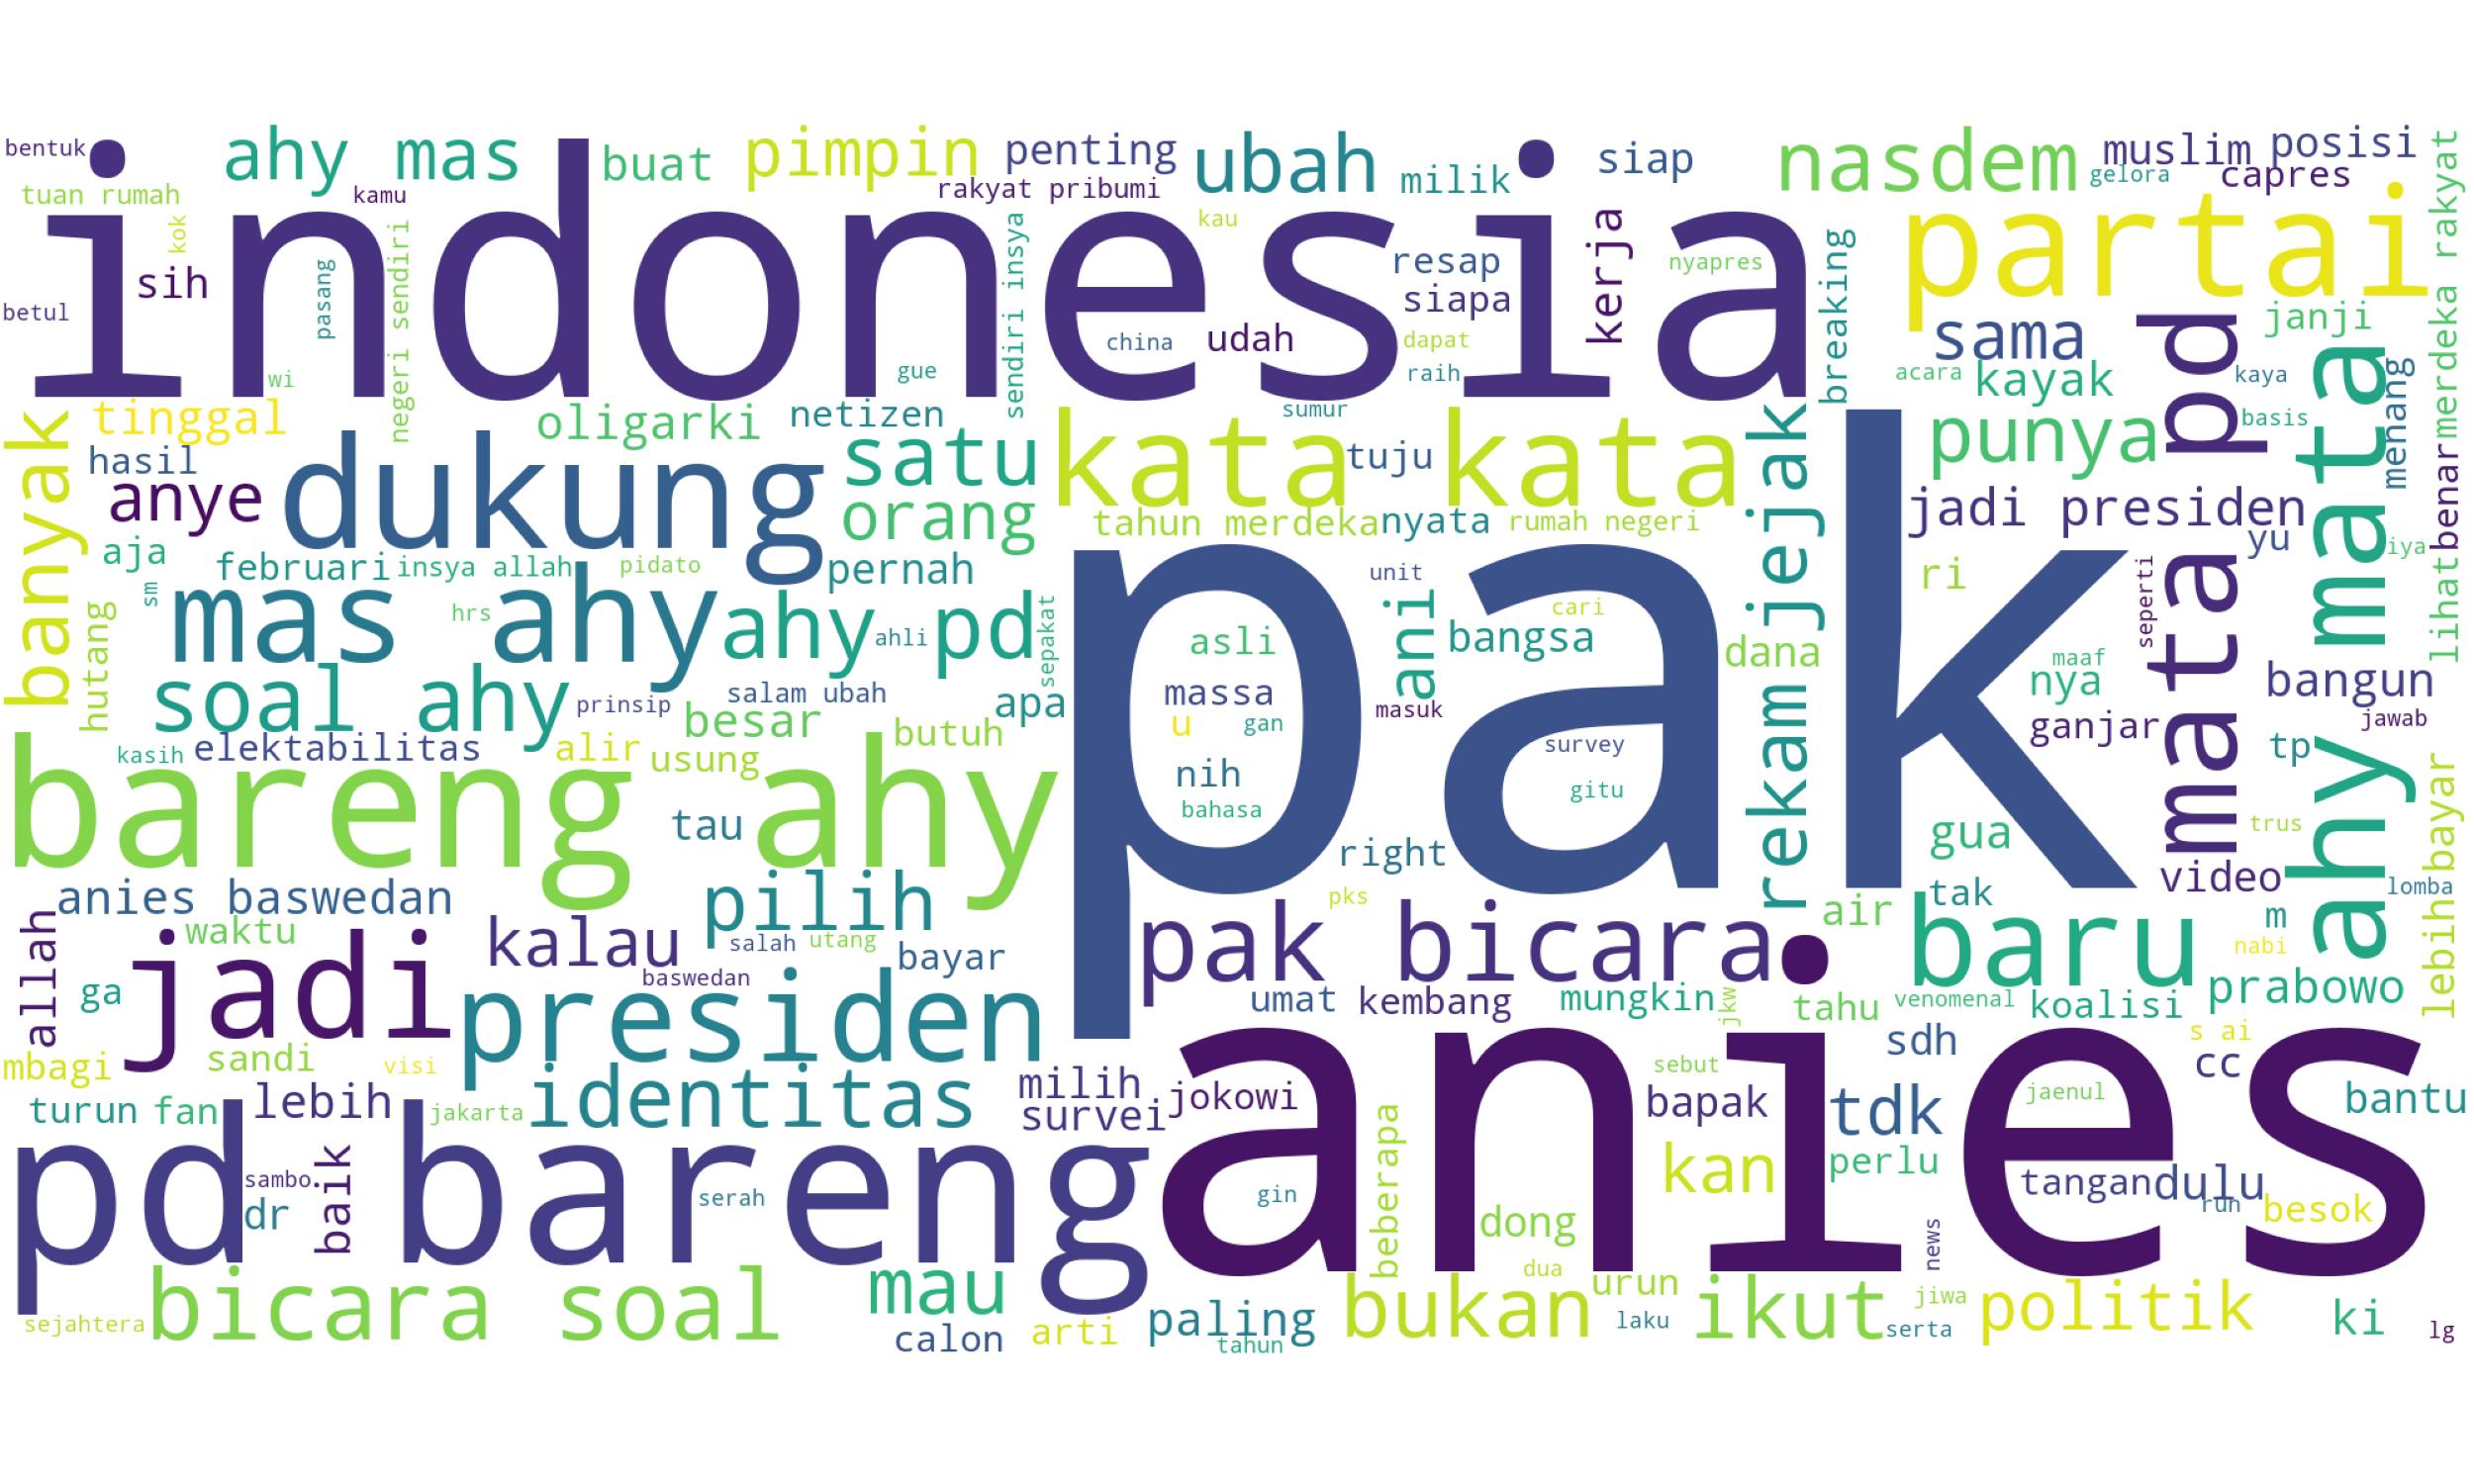 bentuk
ahy mas
buat
pimpin
penting
ubah
milik
siap
nasdem
muslim
posisi
gelora
capres
tuan rumah
kamu
rakyat pribumi
kau
indonesia
partai
merdeka rakyat
kok
sih
pasang
negeri sendiri
sendiri insya
betul
wi
gue
china
udah
resap
siapa
dapat
raih
kerja
nyapres
breaking
sama
janji
acara
kayak
kaya
pd
mata
menang
banyak
tinggal
hasil
anye
dukung
oligarki
netizen
satu
orang
sumur
kata kata
tuju
tahun merdeka
nyata
rumah negeri
rekam jejak
punya
basis
jadi presiden
yu
iya
benar
lihat
aja
februari
insya allah
pidato
pernah
sm
hutang
mas ahy
hrs
ahy pd
ahli
sepakat
pak
unit
cari
asli
ani
bangsa
dana
ri
seperti
maaf
nya
mata
ahy mata
bangun
jawab
soal ahy
prinsip
salam ubah
besar
apa
massa
u
gan
masuk
survey
nih
gitu
bahasa
ganjar
tp
kasih
elektabilitas
alir
usung
butuh
bareng ahy
tau
right
gua
trus
video
bayar
lebih
lomba
anies baswedan
pilih
pks
tak
air
m
nabi
allah
waktu
jadi
kalau
salah
utang
bayar
baswedan
pak bicara
baru
ga
presiden
umat
kembang
mungkin
jkw
tahu
venomenal
koalisi
prabowo
mbagi
sandi
visi
sdh
s ai
cc
turun
fan
lebih
jakarta
identitas
milih
survei
jokowi
sebut
bapak
tdk
jaenul
bantu
anies
pd bareng
sambo
dr
baik
serah
gin
beberapa
dong
kan
perlu
tangan
dulu
run
besok
news
bicara soal
sejahtera
mau
calon
arti
paling
tahun
bukan
dua
urun
laku
ikut
serta
jiwa
politik
ki
lg